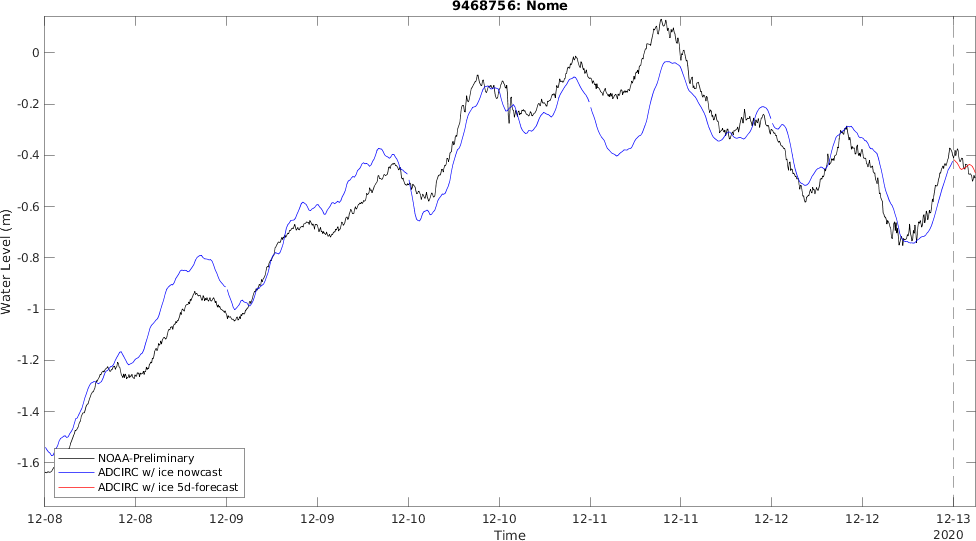 9468756: Nome
0
-0.2
-0.4
-0.6
-0.8
-1
-1.2
-1.4
-1.6
Water Level (m)
NOAA-Preliminary
ADCIRC w/ ice nowcast
ADCIRC w/ ice 5d-forecast
12-08 12-08 12-09 12-09 12-10 12-10 12-11 12-11 12-12 12-12 12-13
2020
Time